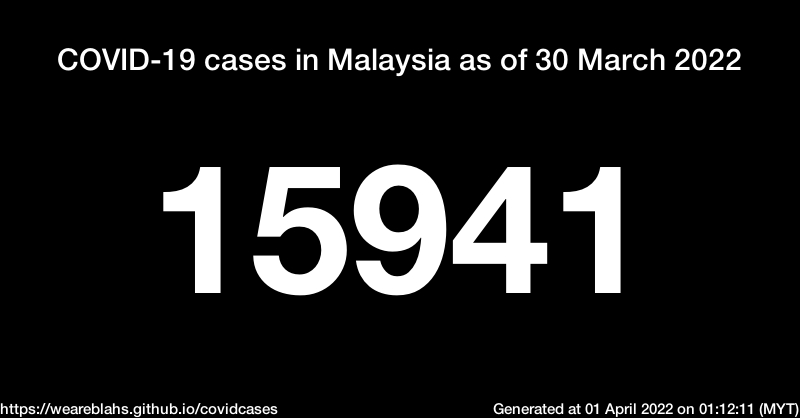 COVID-19 cases in Malaysia as of 30 March 2022
15941
https://weareblahs.github.io/covidcases
Generated at 01 April 2022 on 01:12:11 (MYT)